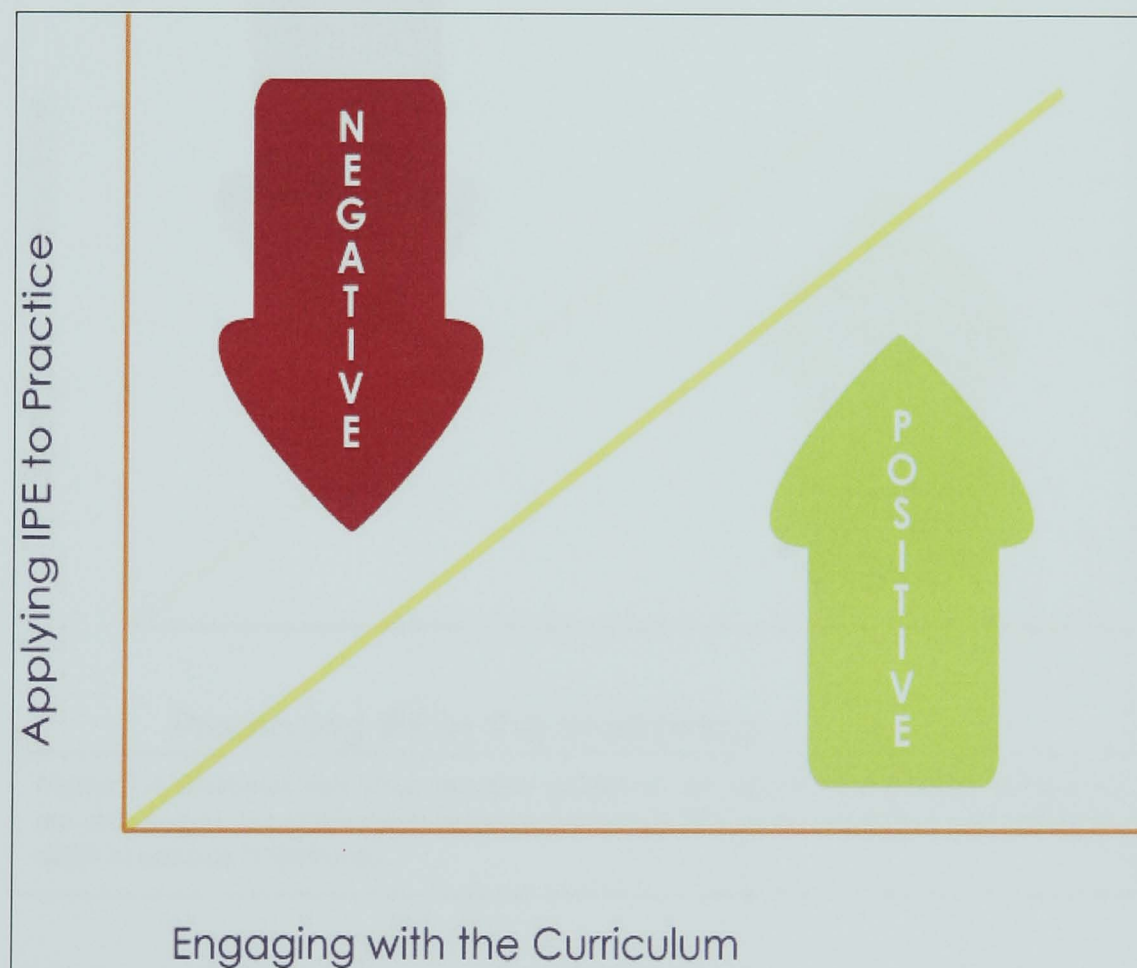 Applying IPE to Practice
NEGATIVE
POSITIVE
Engaging with the Curriculum